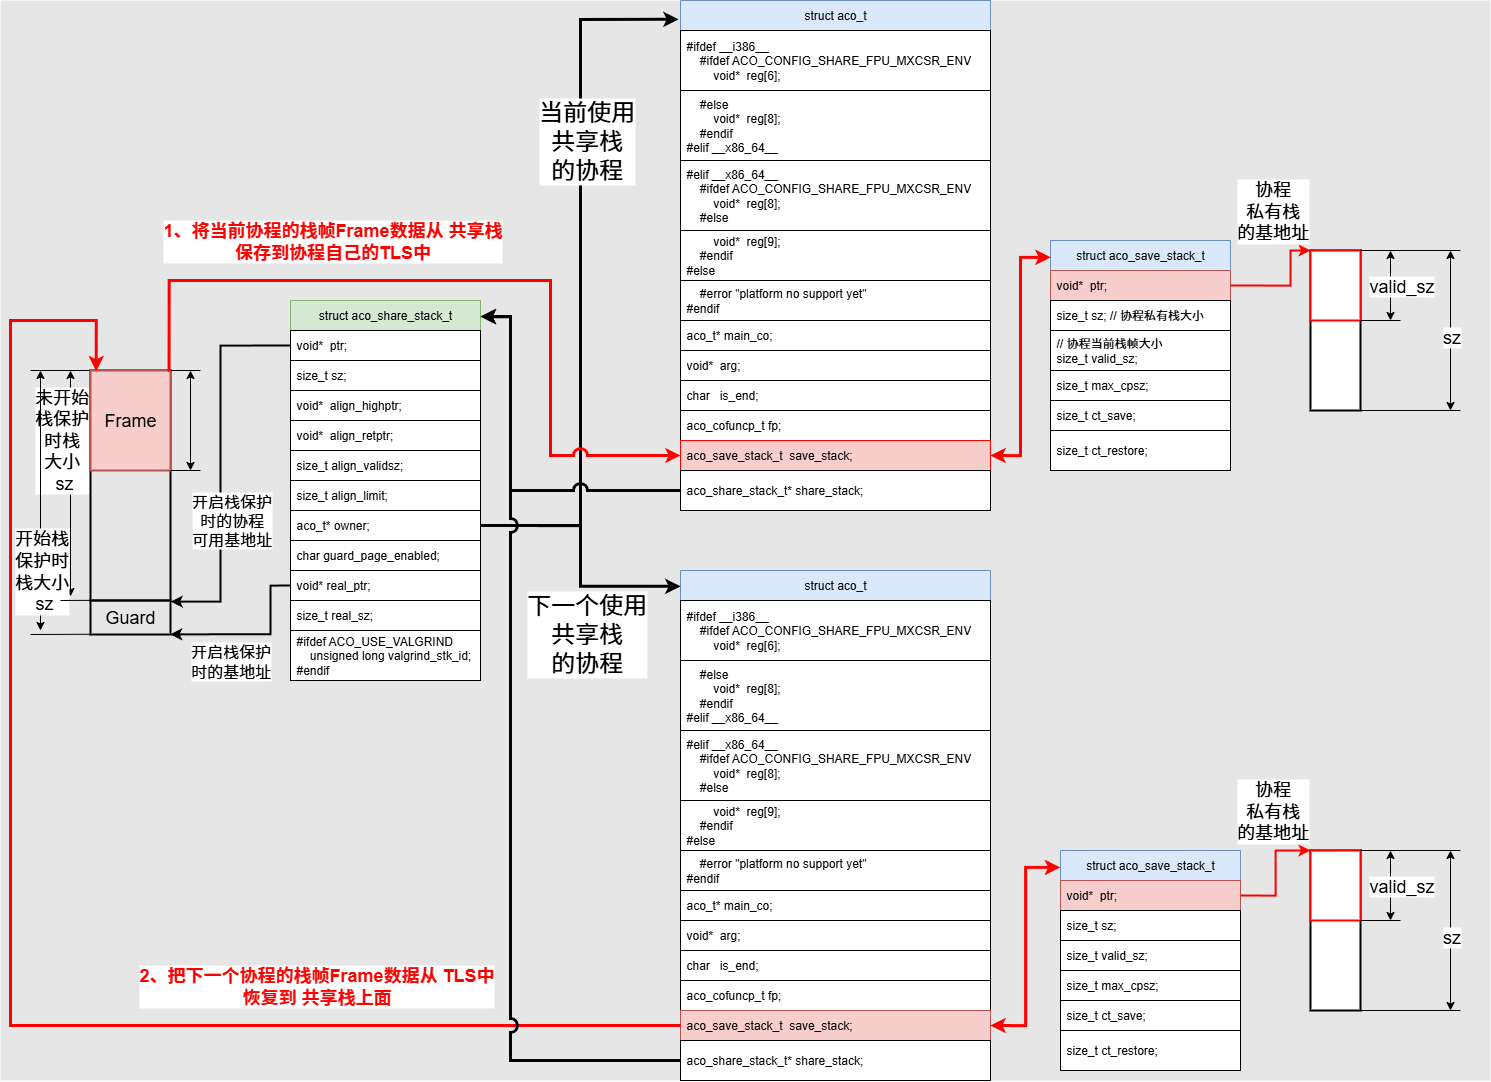 struct aco_t
#ifdef __i386__
#ifdef ACO_CONFIG_SHARE_FPU_MXCSR_ENV
void*  reg[6];
#else
void*  reg[8];
#endif
#elif __x86_64__
#elif __x86_64__
#ifdef ACO_CONFIG_SHARE_FPU_MXCSR_ENV
void*  reg[8];
#else
void*  reg[9];
#endif
#else
#error "platform no support yet"
#endif
aco_t* main_co;
void*  arg;
char   is_end;
aco_cofuncp_t fp;
aco_save_stack_t  save_stack;
aco_share_stack_t* share_stack;
当前使用
共享栈
的协程
1、将当前协程的栈帧Frame数据从 共享栈
保存到协程自己的TLS中
struct aco_share_stack_t
void*  ptr;
size_t sz;
void*  align_highptr;
void*  align_retptr;
size_t align_validsz;
size_t align_limit;
aco_t* owner;
char guard_page_enabled;
void* real_ptr;
size_t real_sz;
#ifdef ACO_USE_VALGRIND
unsigned long valgrind_stk_id;
#endif
Frame
Guard
未开始
栈保护
时栈
大小
sz
开始栈
保护时
栈大小
sz
开启栈保护
时的协程
可用基地址
开启栈保护
时的基地址
struct aco_save_stack_t
void*  ptr;
size_t sz; // 协程私有栈大小
// 协程当前栈帧大小
size_t valid_sz;
size_t max_cpsz;
size_t ct_save;
size_t ct_restore;
协程
私有栈
的基地址
valid_sz
sz
下一个使用
共享栈
的协程
struct aco_t
#ifdef __i386__
#ifdef ACO_CONFIG_SHARE_FPU_MXCSR_ENV
void*  reg[6];
#else
void*  reg[8];
#endif
#elif __x86_64__
#elif __x86_64__
#ifdef ACO_CONFIG_SHARE_FPU_MXCSR_ENV
void*  reg[8];
#else
void*  reg[9];
#endif
#else
#error "platform no support yet"
#endif
aco_t* main_co;
void*  arg;
char   is_end;
aco_cofuncp_t fp;
aco_save_stack_t  save_stack;
aco_share_stack_t* share_stack;
2、把下一个协程的栈帧Frame数据从 TLS中
恢复到 共享栈上面
struct aco_save_stack_t
void*  ptr;
size_t sz;
size_t valid_sz;
size_t max_cpsz;
size_t ct_save;
size_t ct_restore;
协程
私有栈
的基地址
valid_sz
sz